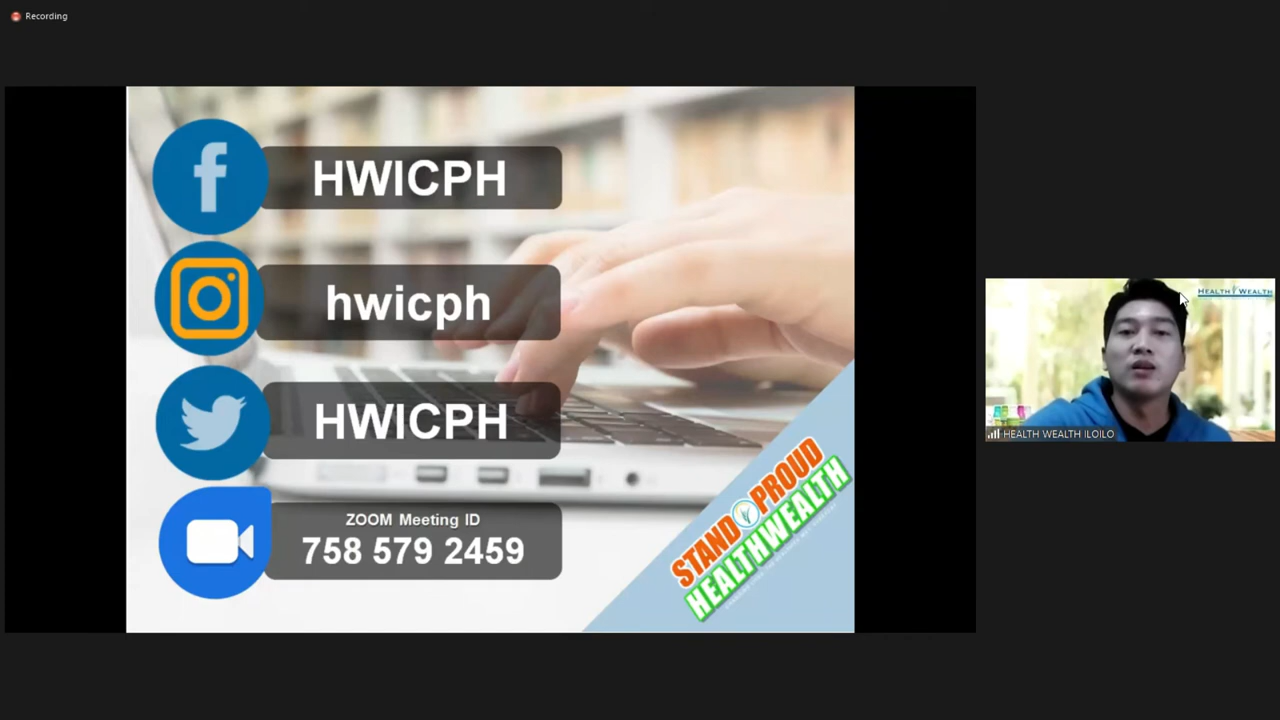 Recording
HWICPH
hwicph
HWICPH
ZOOM Meeting ID
758 579 2459
STAND PROUD
HEALTHWEALTH
HEALTH WEALTH
HEALTH WEALTH ILOILO